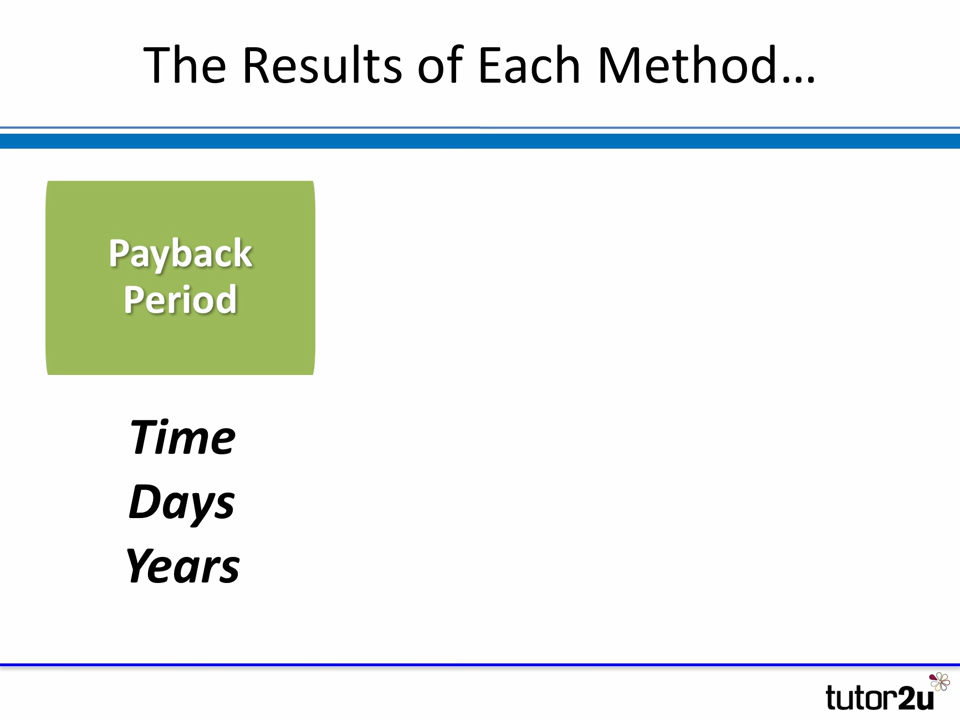 The Results of Each Method...
Payback
Period
Time
Days
Years
tutor2u